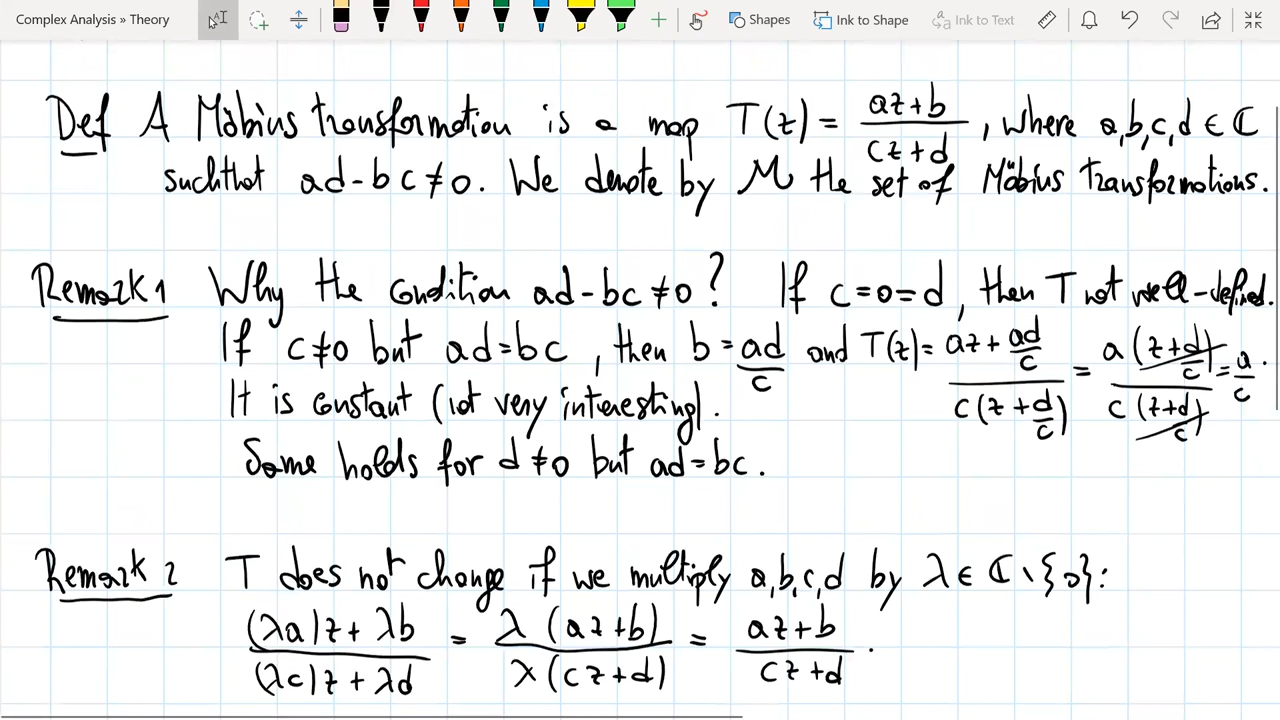 Complex Analysis » Theory
Shapes
Ink to Shape
Ink to Text
Def A Möbius transformation is a map T(z) = (az+b)/(cz+d), where a,b,c,d ∈ ℂ
such that ad-bc≠0. We denote by M the set of Möbius transformations.
Remark 1 Why the condition ad-bc≠0? If c=0=d, then T not well-defined.
If c≠0 but ad=bc, then b = ad/c and T(z) = (az + ad/c)/(c(z + d/c)) = (a(z+d/c))/(c(z+d/c)) = a/c.
It is constant (not very interesting).
Same holds for d≠0 but ad=bc.
Remark 2 T does not change if we multiply a,b,c,d by λ ∈ ℂ\{0}:
((λa)z + λb)/((λc)z + λd) = (λ(az+b))/(λ(cz+d)) = (az+b)/(cz+d).